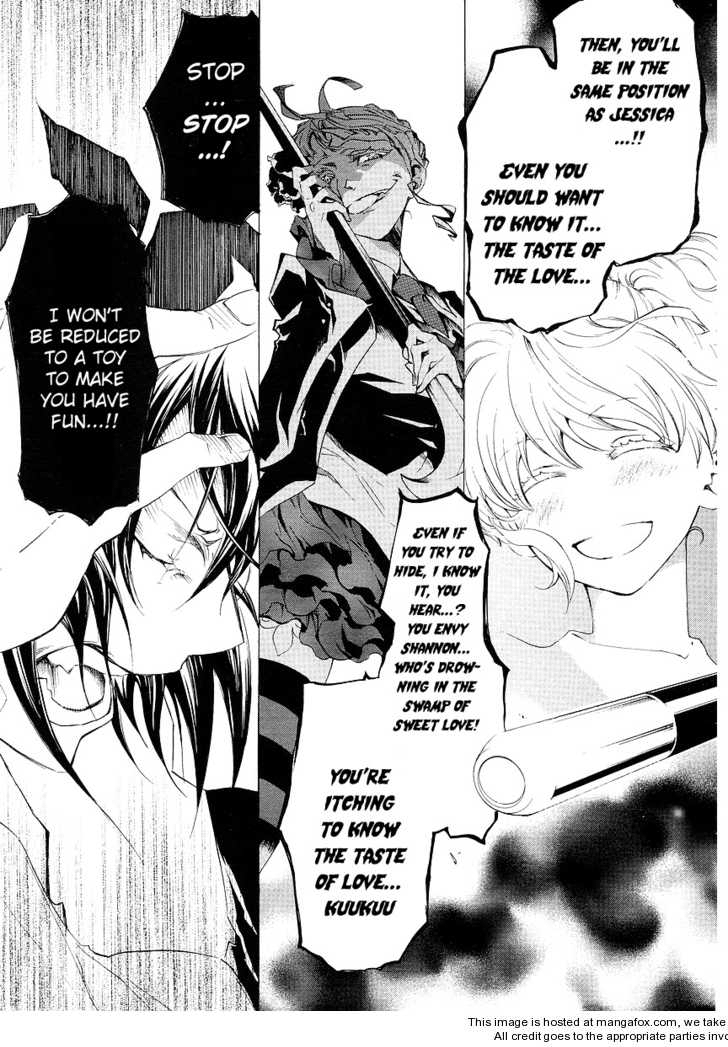 THEN, YOU'LL
BE IN THE
SAME POSITION
AS JESSICA
...!!
EVEN YOU
SHOULD WANT
TO KNOW IT...
THE TASTE OF
THE LOVE...
EVEN IF
YOU TRY TO
HIDE, I KNOW
IT, YOU
HEAR...?
YOU ENVY
SHANNON...
WHO'S DROW-
NING IN THE
SWAMP OF
SWEET LOVE!
YOU'RE
ITCHING
TO KNOW
THE TASTE
OF LOVE...
KUUKUU
STOP
...
STOP
...!
I WON'T
BE REDUCED
TO A TOY
TO MAKE
YOU HAVE
FUN...!!
This image is hosted at mangafox.com, we take
All credit goes to the appropriate parties